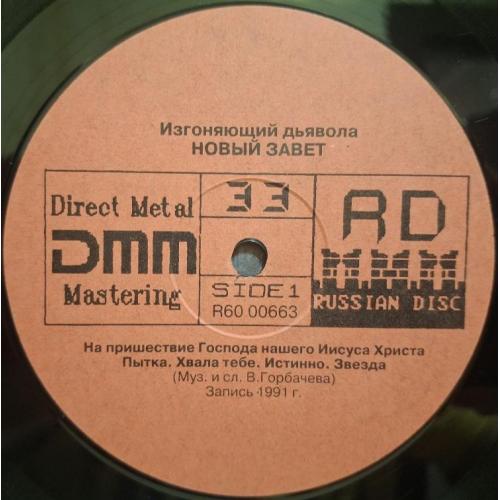 Изгоняющий дьявола
НОВЫЙ ЗАВЕТ
Direct Metal
DMM
Mastering
33
SIDE 1
R60 00663
RD
RUSSIAN DISC
На пришествие Господа нашего Иисуса Христа
Пытка. Хвала тебе. Истинно. Звезда
(Муз. и сл. В.Горбачева)
Запись 1991 г.